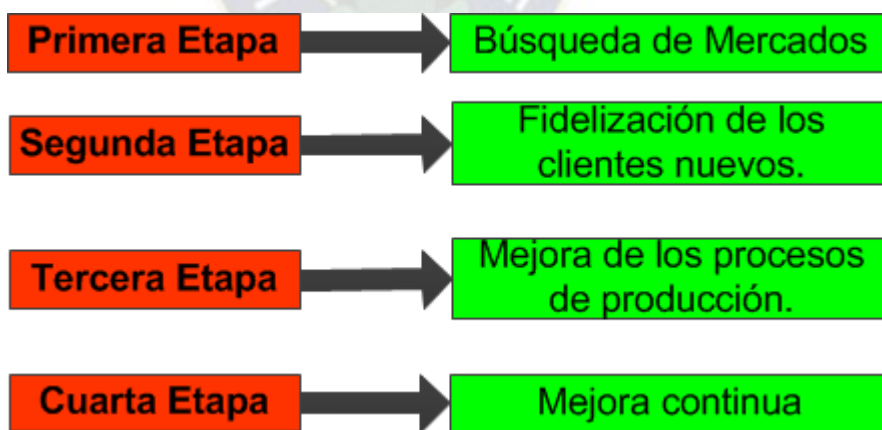 Primera Etapa
Búsqueda de Mercados
Segunda Etapa
Fidelización de los
clientes nuevos.
Tercera Etapa
Mejora de los procesos
de producción.
Cuarta Etapa
Mejora continua